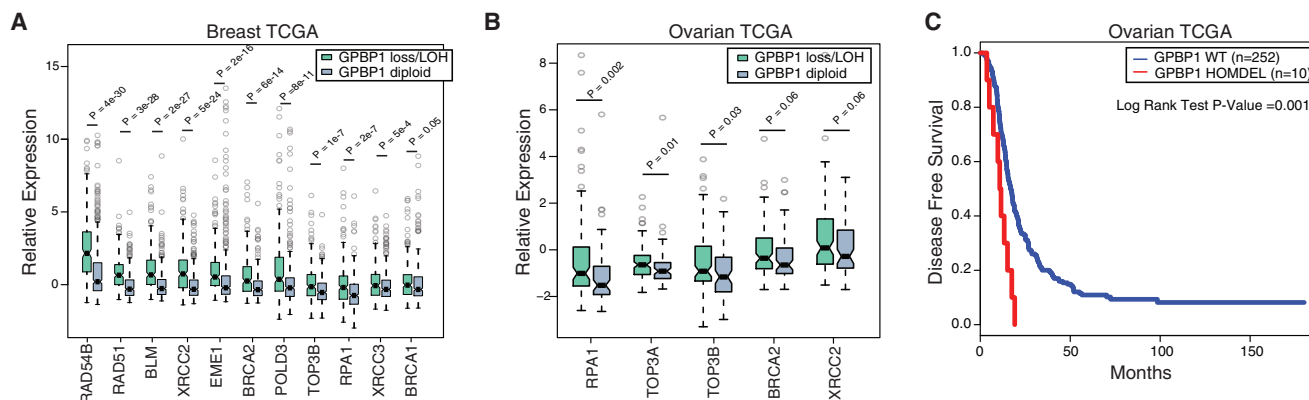 A
Breast TCGA
GPBP1 loss/LOH
GPBP1 diploid
Relative Expression
15
10
5
0
P = 4e-30
P = 3e-28
P = 2e-27
P = 5e-24
P = 2e-16
P = 6e-14
P =8e-11
P = 1e-7
P = 2e-7
P = 5e-4
P = 0.05
RAD54B
RAD51
BLM
XRCC2
EME1
BRCA2
POLD3
TOP3B
RPA1
XRCC3
BRCA1
B
Ovarian TCGA
GPBP1 loss/LOH
GPBP1 diploid
Relative Expression
8
6
4
2
−0
−2
P = 0.002
P = 0.01
P = 0.03
P = 0.06
P = 0.06
RPA1
TOP3A
TOP3B
BRCA2
XRCC2
C
Ovarian TCGA
GPBP1 WT (n=252)
GPBP1 HOMDEL (n=10)
Log Rank Test P-Value =0.001
Disease Free Survival
1.0
0.8
0.6
0.4
0.2
0.0
0
50
100
150
Months